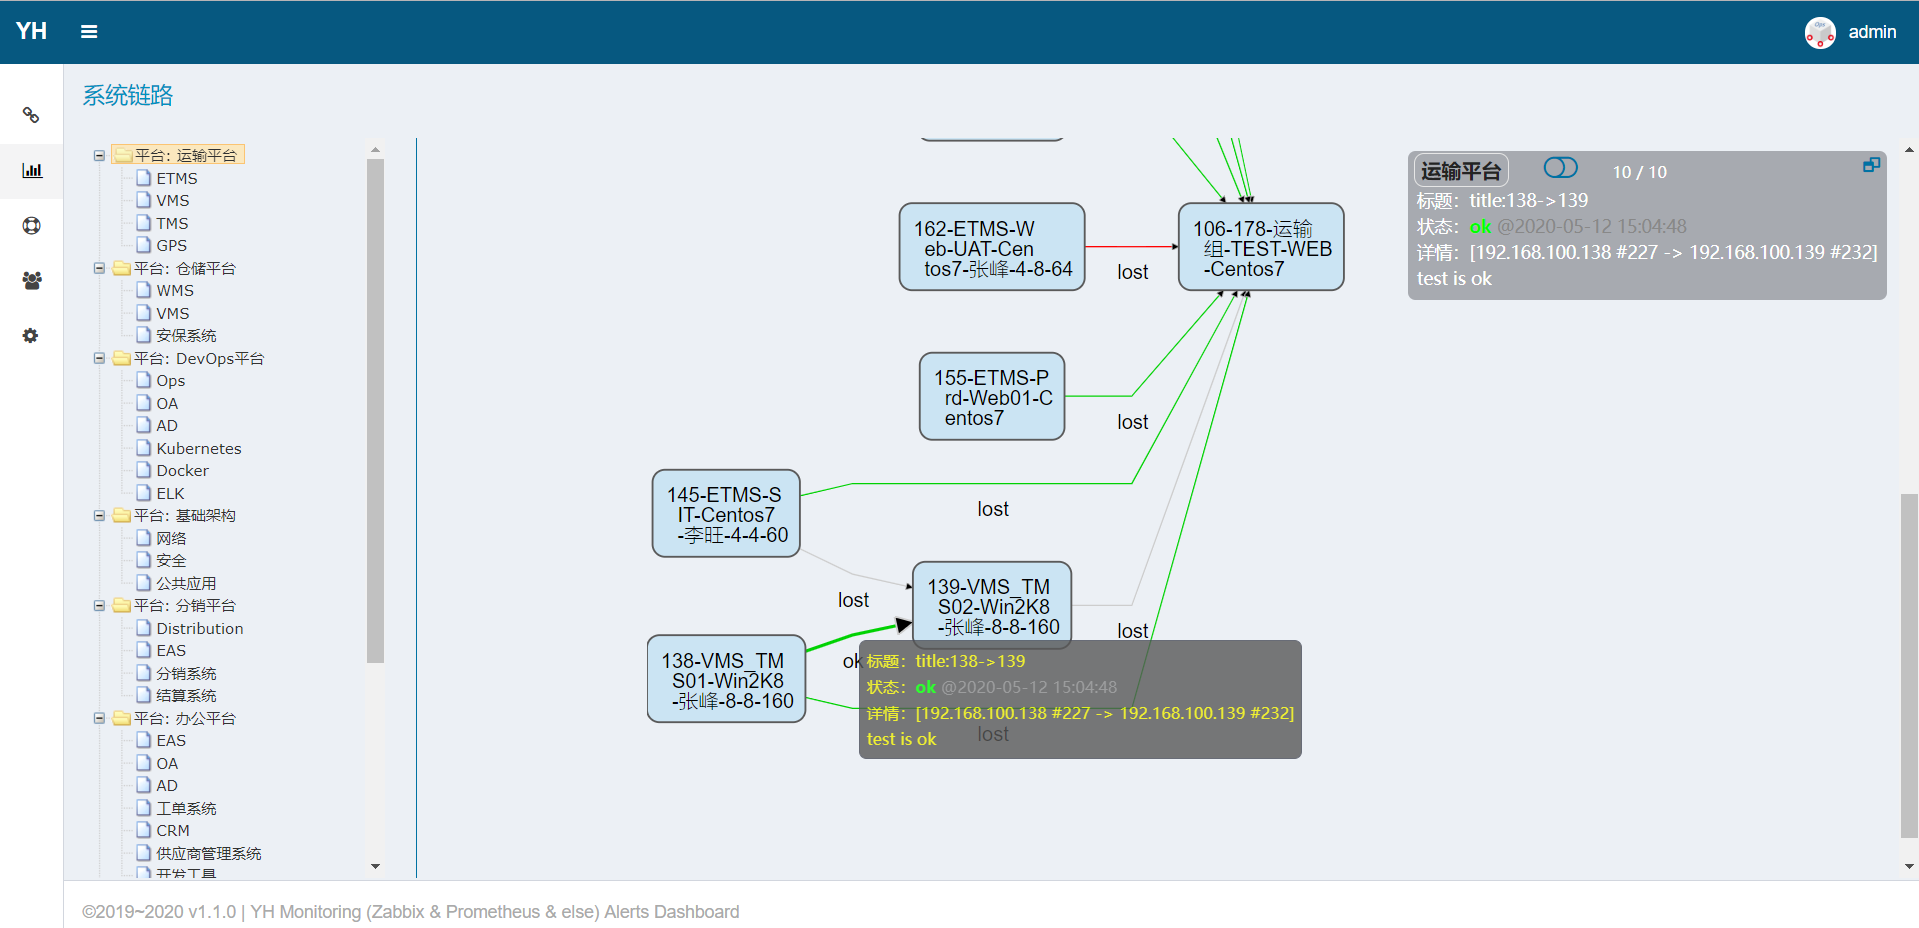 YH
admin
系统链路
平台: 运输平台
ETMS
VMS
TMS
GPS
平台: 仓储平台
WMS
VMS
安保系统
平台: DevOps平台
Ops
OA
AD
Kubernetes
Docker
ELK
平台: 基础架构
网络
安全
公共应用
平台: 分销平台
Distribution
EAS
分销系统
结算系统
平台: 办公平台
EAS
OA
AD
工单系统
CRM
供应商管理系统
开发工具
162-ETMS-W
eb-UAT-Cen
tos7-张峰-4-8-64
lost
106-178-运输
组-TEST-WEB
-Centos7
155-ETMS-P
rd-Web01-C
entos7
lost
145-ETMS-S
IT-Centos7
-李旺-4-4-60
lost
lost
139-VMS_TM
S02-Win2K8
-张峰-8-8-160
lost
138-VMS_TM
S01-Win2K8
-张峰-8-8-160
ok
标题: title:138->139
状态: ok @2020-05-12 15:04:48
详情: [192.168.100.138 #227 -> 192.168.100.139 #232]
test is ok
lost
运输平台
10 / 10
标题: title:138->139
状态: ok @2020-05-12 15:04:48
详情: [192.168.100.138 #227 -> 192.168.100.139 #232]
test is ok
©2019~2020 v1.1.0 | YH Monitoring (Zabbix & Prometheus & else) Alerts Dashboard